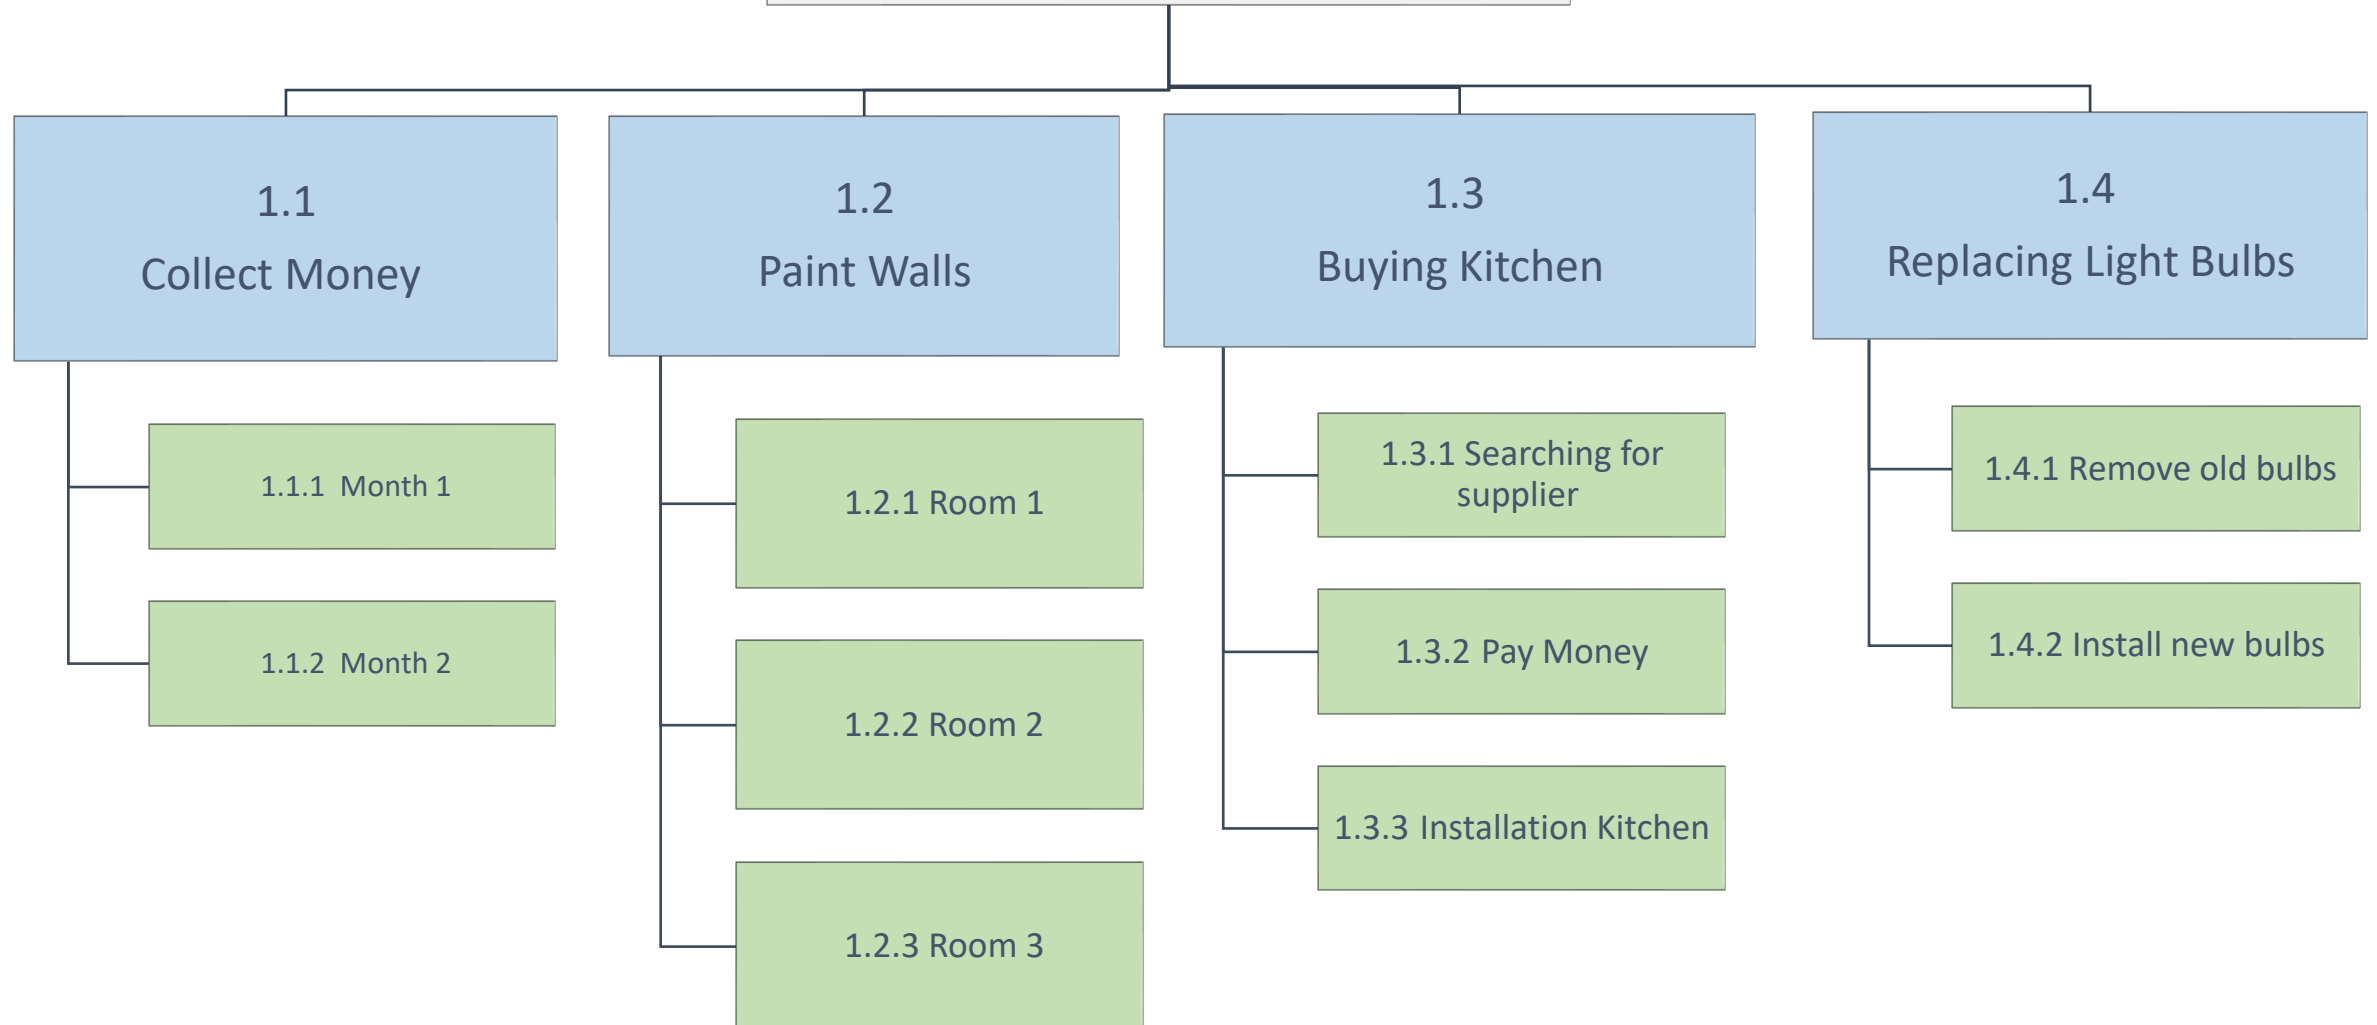 1.1
Collect Money
1.2
Paint Walls
1.3
Buying Kitchen
1.4
Replacing Light Bulbs
1.1.1  Month 1
1.1.2  Month 2
1.2.1 Room 1
1.2.2 Room 2
1.2.3 Room 3
1.3.1 Searching for
supplier
1.3.2 Pay Money
1.3.3 Installation Kitchen
1.4.1 Remove old bulbs
1.4.2 Install new bulbs